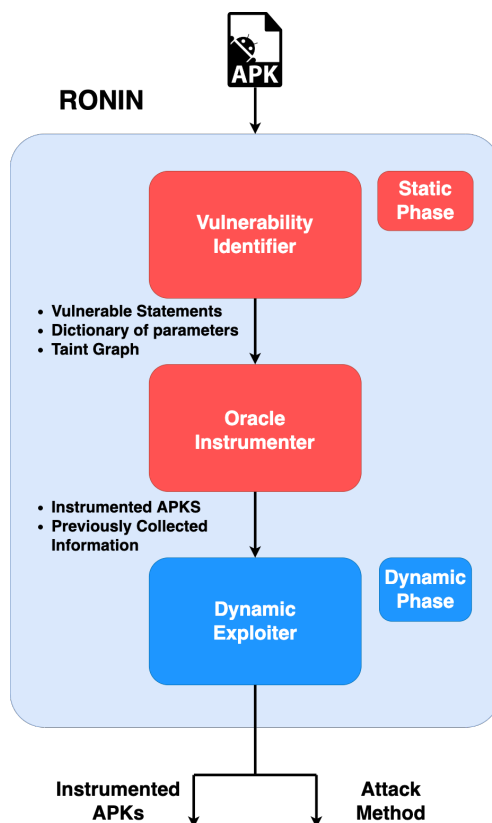 APK
RONIN
Static
Phase
Vulnerability
Identifier
• Vulnerable Statements
• Dictionary of parameters
• Taint Graph
Oracle
Instrumenter
• Instrumented APKS
• Previously Collected
Information
Dynamic
Phase
Dynamic
Exploiter
Instrumented
APKs
Attack
Method